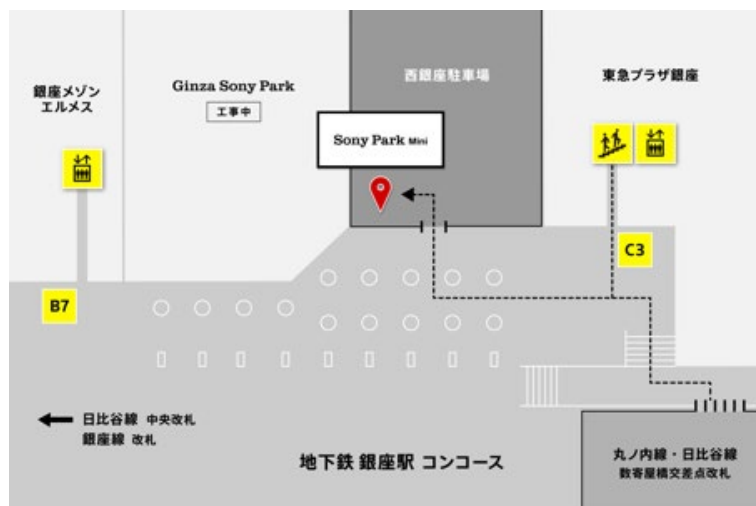 西銀座駐車場
東急プラザ銀座
銀座メゾン
エルメス
Ginza Sony Park
工事中
Sony Park Mini
C3
B7
日比谷線 中央改札
銀座線 改札
地下鉄 銀座駅 コンコース
丸ノ内線・日比谷線
数寄屋橋交差点改札